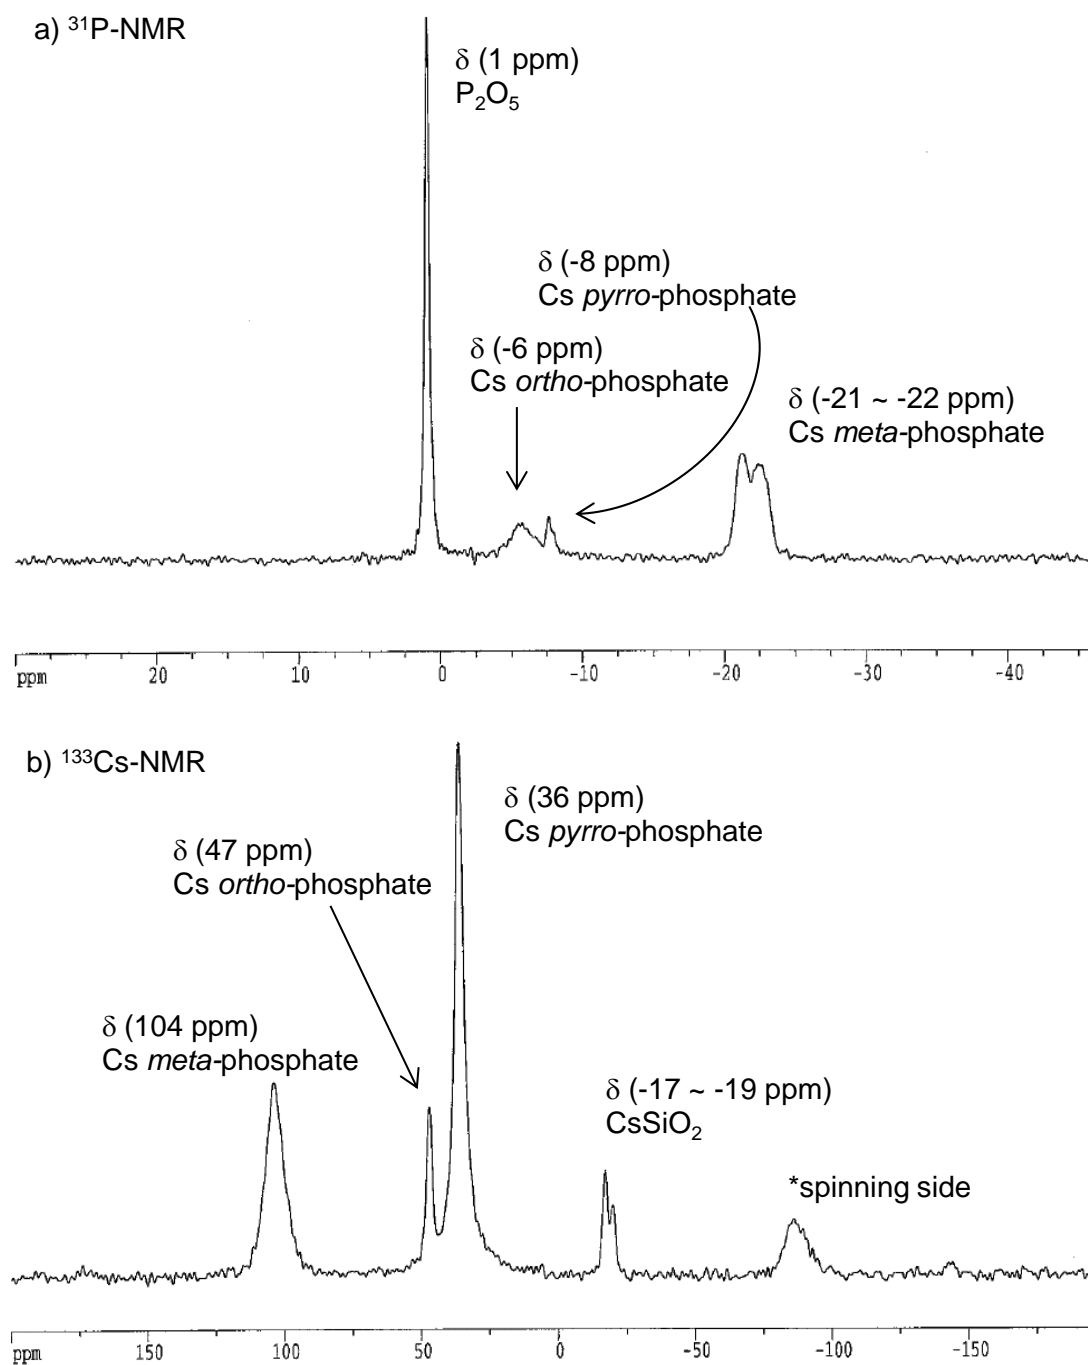 a) ³¹P-NMR
δ (1 ppm)
P₂O₅
δ (-8 ppm)
Cs pyrro-phosphate
δ (-6 ppm)
Cs ortho-phosphate
δ (-21 ~ -22 ppm)
Cs meta-phosphate
ppm 20 10 0 -10 -20 -30 -40
b) ¹³³Cs-NMR
δ (36 ppm)
Cs pyrro-phosphate
δ (47 ppm)
Cs ortho-phosphate
δ (104 ppm)
Cs meta-phosphate
δ (-17 ~ -19 ppm)
CsSiO₂
*spinning side
ppm 150 100 50 0 -50 -100 -150